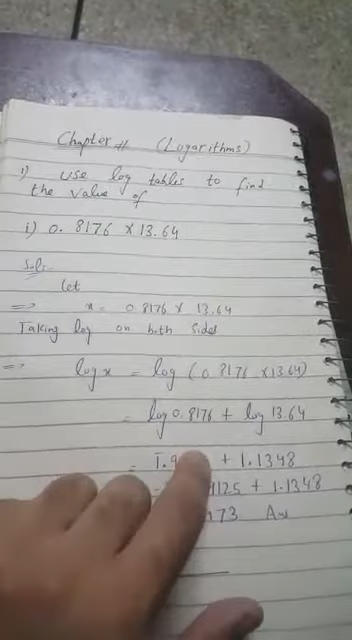 Chapter # (Logarithms)
1) use log tables to find
the value of
i) 0.8176 × 13.64
Sol:
Let
⇒ x = 0.8176 × 13.64
Taking log on both sides
⇒ log x = log (0.8176 × 13.64)
= log 0.8176 + log 13.64
= + 1.1348
+ 1.1348
Ans